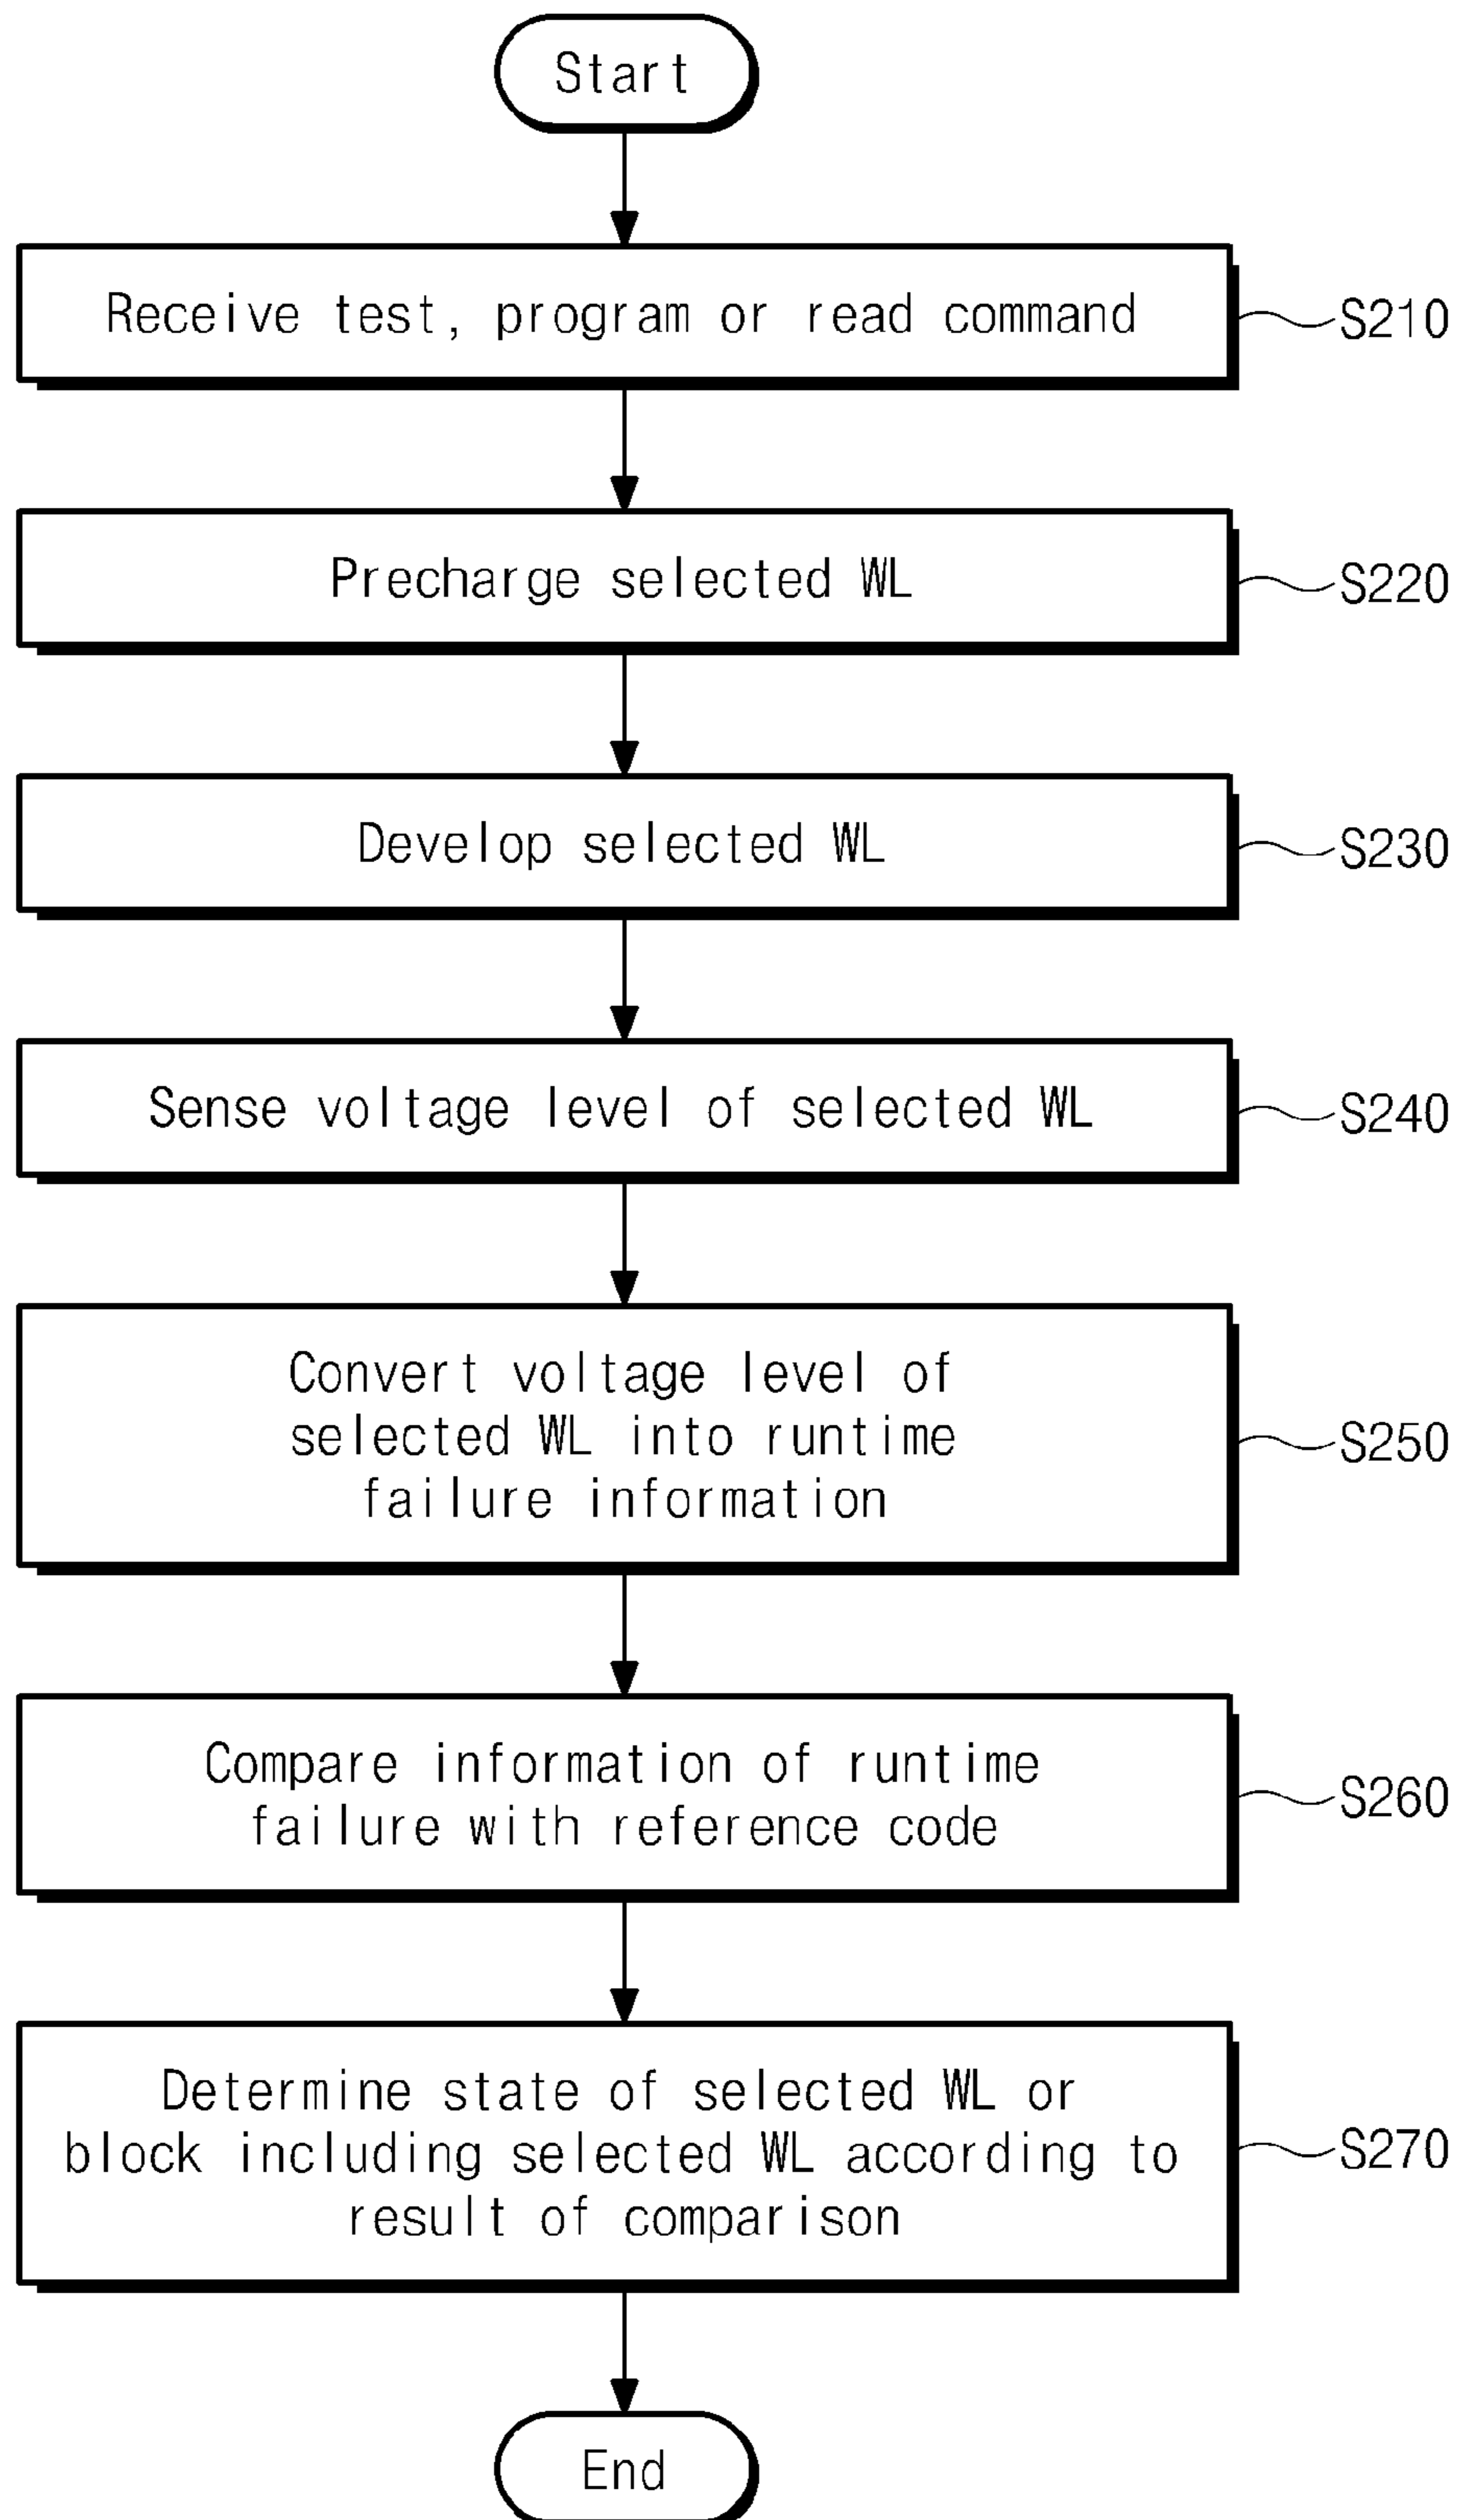 Start
Receive test, program or read command
S210
Precharge selected WL
S220
Develop selected WL
S230
Sense voltage level of selected WL
S240
Convert voltage level of
selected WL into runtime
failure information
S250
Compare information of runtime
failure with reference code
S260
Determine state of selected WL or
block including selected WL according to
result of comparison
S270
End